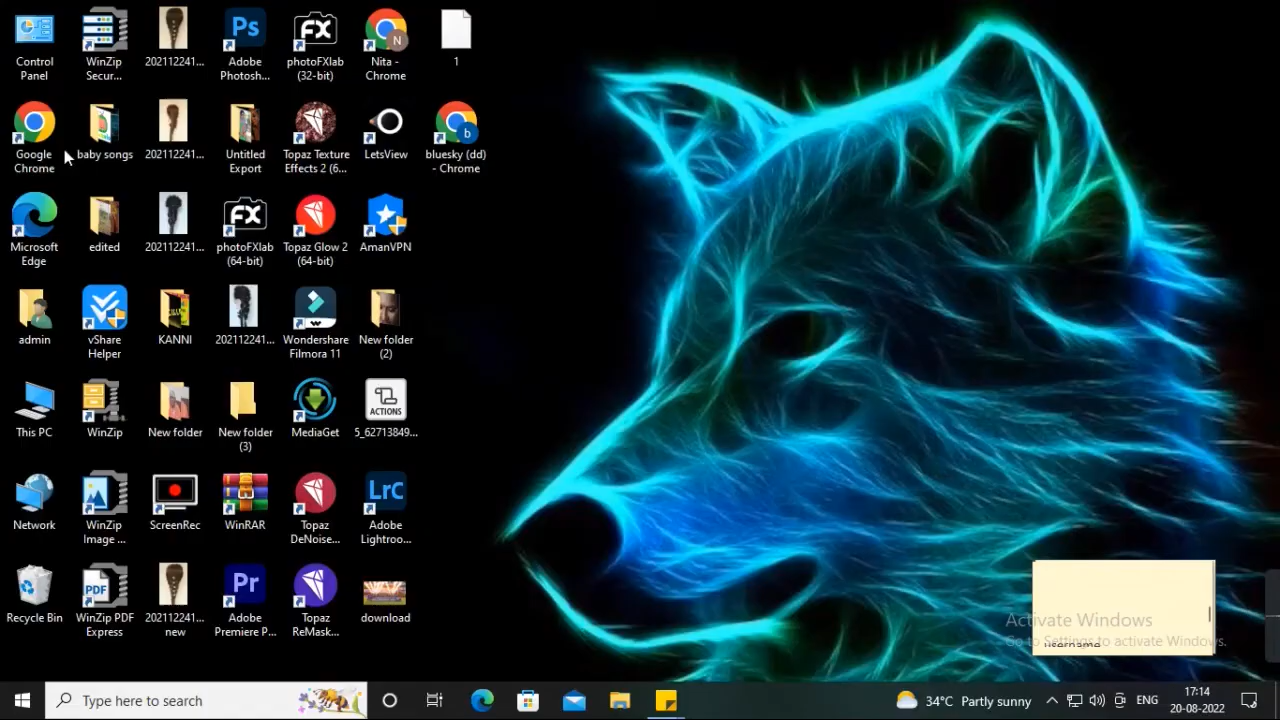 Control
Panel
WinZip
Secur...
202112241...
Ps
Adobe
Photosh...
FX
photoFXlab
(32-bit)
N
Nita -
Chrome
1
Google
Chrome
baby songs
202112241...
Untitled
Export
Topaz Texture
Effects 2 (6...
LetsView
b
bluesky (dd)
- Chrome
Microsoft
Edge
edited
202112241...
FX
photoFXlab
(64-bit)
Topaz Glow 2
(64-bit)
AmanVPN
admin
vShare
Helper
KANNI
202112241...
Wondershare
Filmora 11
New folder
(2)
This PC
WinZip
New folder
New folder
(3)
MediaGet
ACTIONS
5_62713849...
Network
WinZip
Image ...
ScreenRec
WinRAR
Topaz
DeNoise...
LrC
Adobe
Lightroo...
Recycle Bin
PDF
WinZip PDF
Express
202112241...
new
Pr
Adobe
Premiere P...
Topaz
ReMask...
download
Activate Windows
Go to Settings to activate Windows.
username
Type here to search
34°C Partly sunny
ENG
17:14
20-08-2022